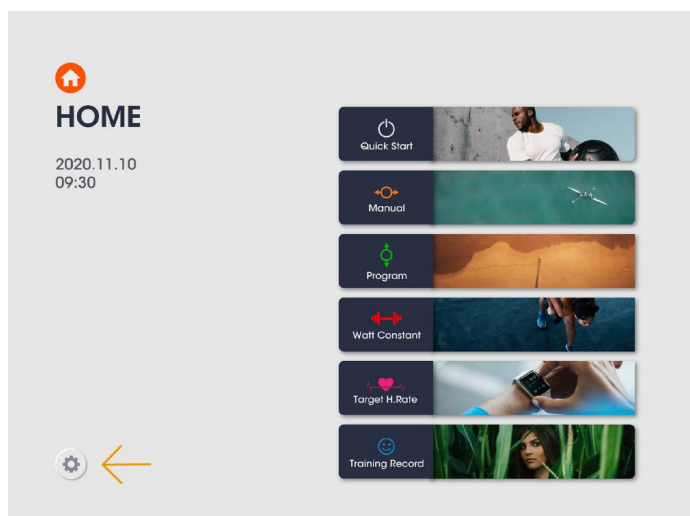 HOME
2020.11.10
09:30
Quick Start
Manual
Program
Watt Constant
Target H.Rate
Training Record